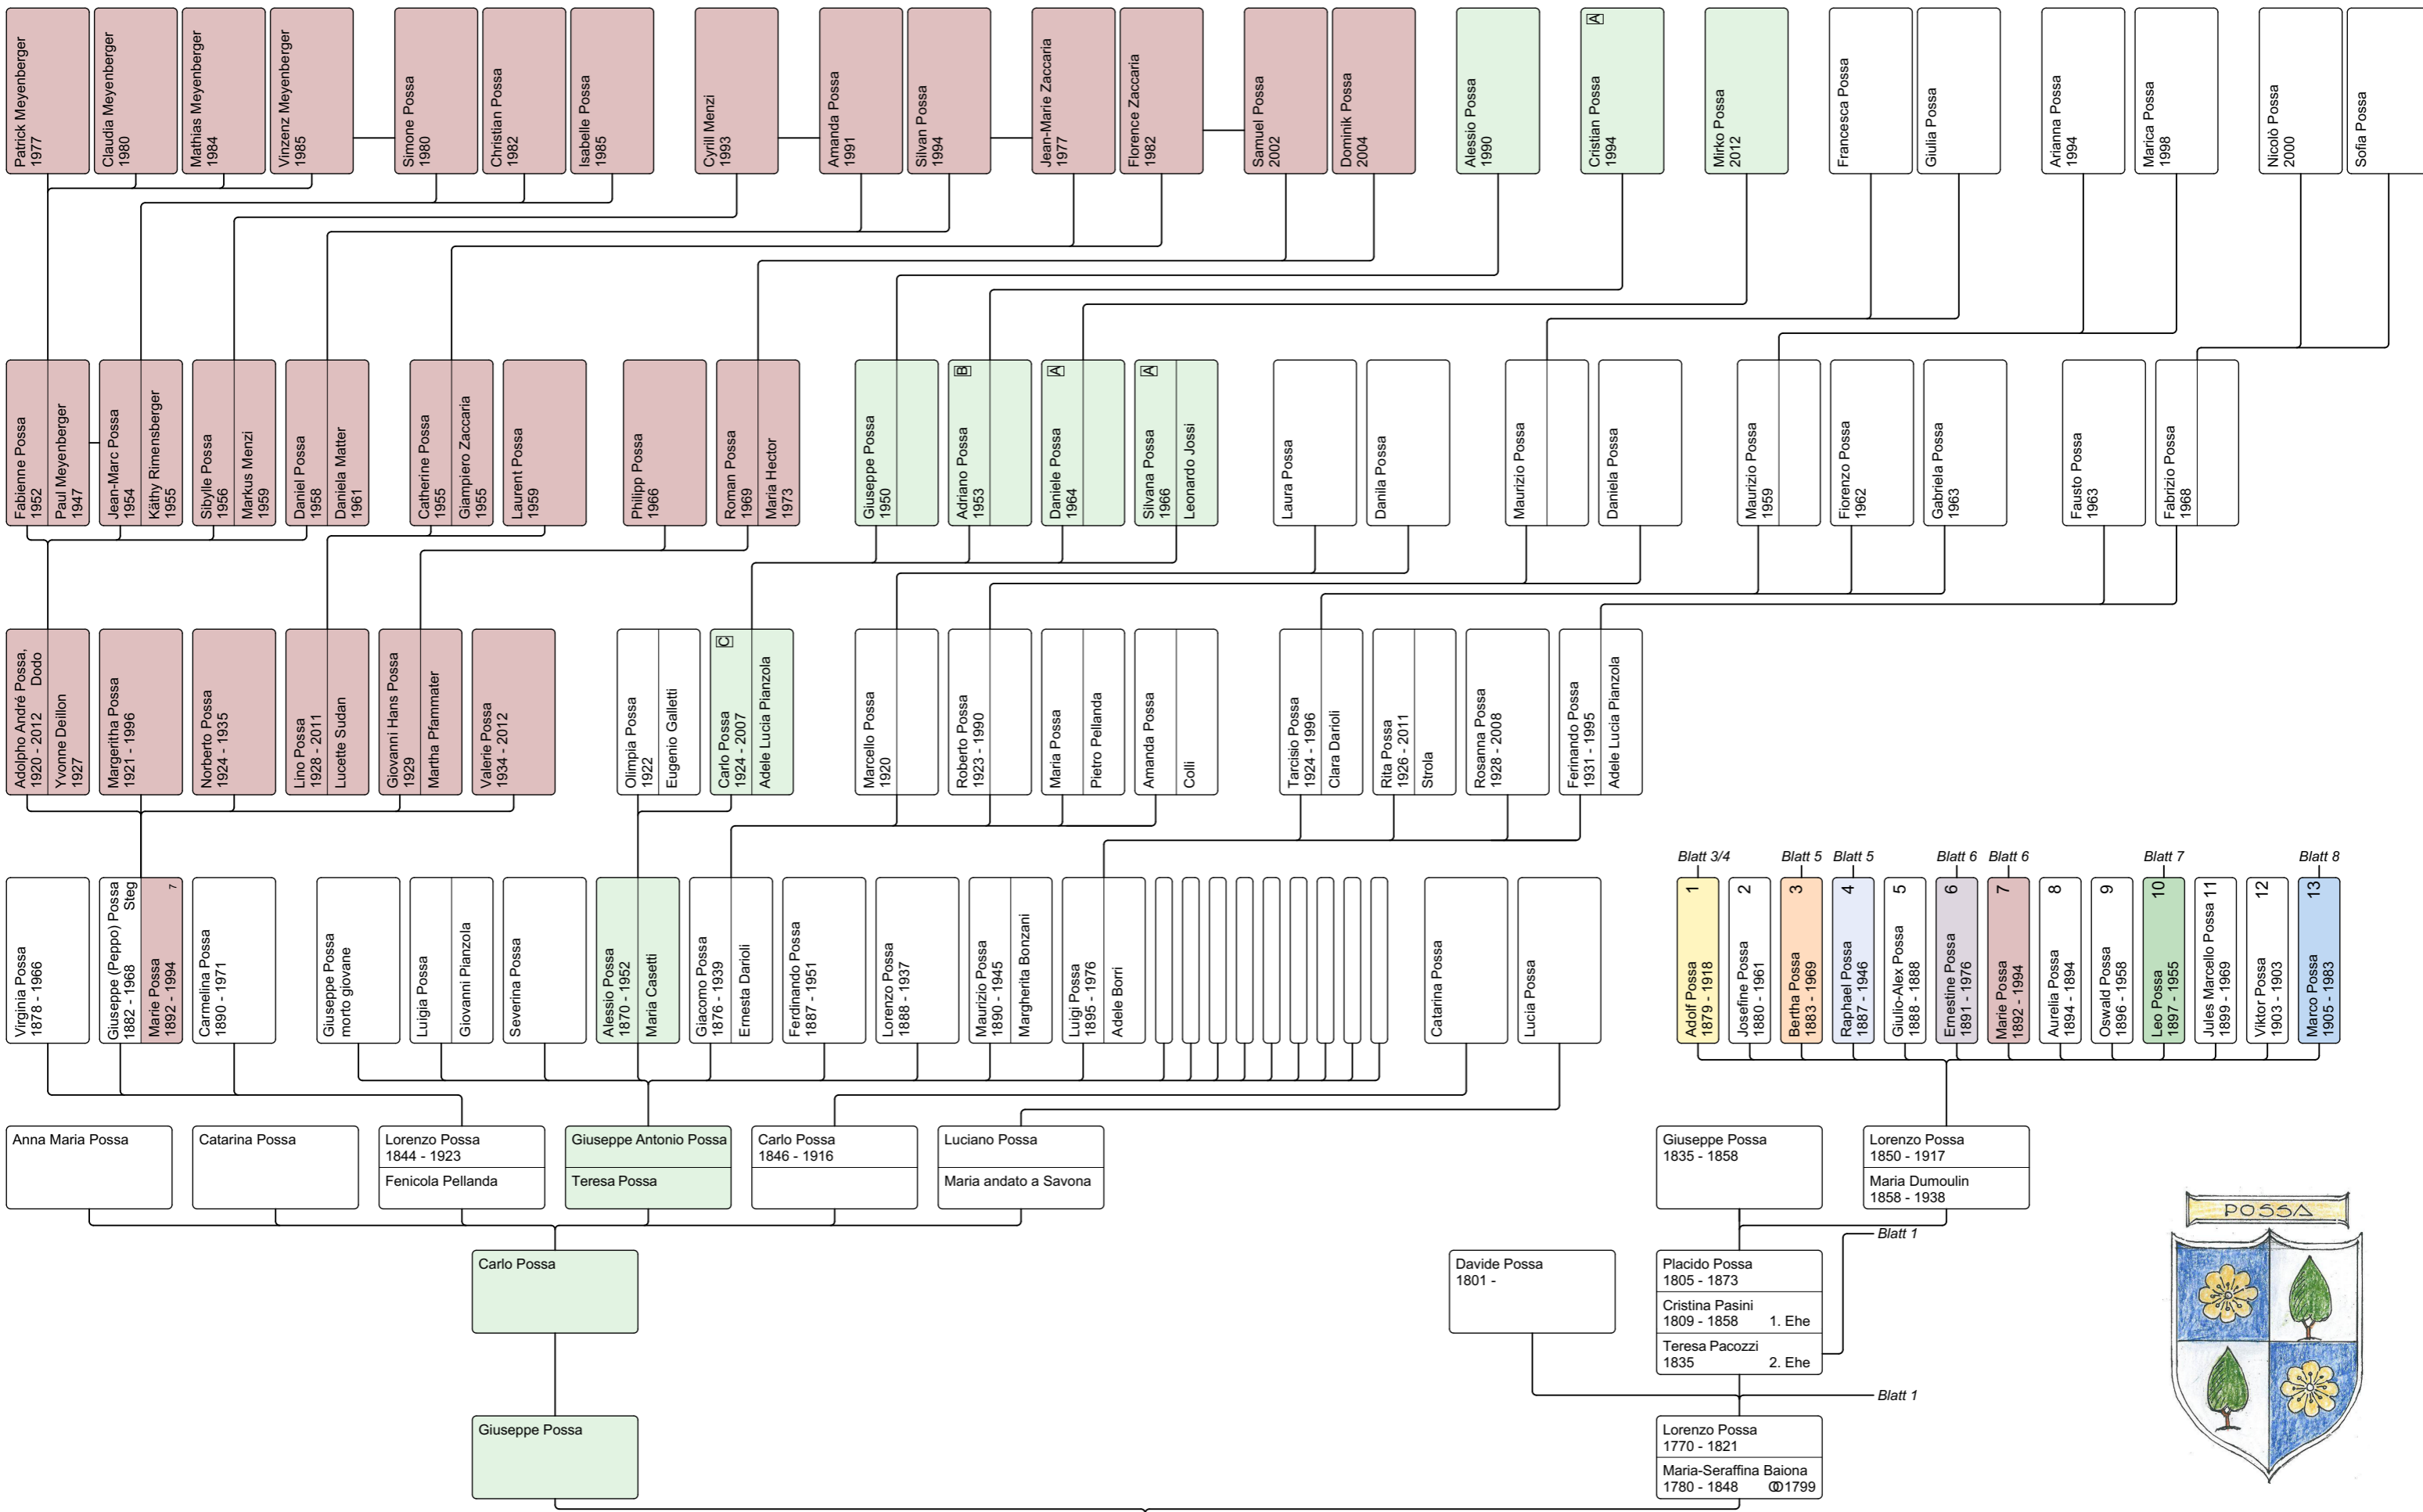 Patrick Meyenberger
1977
Claudia Meyenberger
1980
Mathias Meyenberger
1984
Vinzenz Meyenberger
1985
Simone Possa
1980
Christian Possa
1982
Isabelle Possa
1985
Cyrill Menzi
1993
Amanda Possa
1991
Silvan Possa
1994
Jean-Marie Zaccaria
1977
Florence Zaccaria
1982
Samuel Possa
2002
Dominik Possa
2004
Alessio Possa
1990
A
Cristian Possa
1994
Mirko Possa
2012
Francesca Possa
Giulia Possa
Arianna Possa
1994
Marica Possa
1998
Nicolò Possa
2000
Sofia Possa
Fabienne Possa
1952
Paul Meyenberger
1947
Jean-Marc Possa
1954
Käthy Rimensberger
1955
Sibylle Possa
1956
Markus Menzi
1959
Daniel Possa
1958
Daniela Matter
1961
Catherine Possa
1955
Giampiero Zaccaria
1955
Laurent Possa
1959
Philipp Possa
1966
Roman Possa
1969
Maria Hector
1973
Giuseppe Possa
1950
B
Adriano Possa
1953
A
Daniele Possa
1964
A
Silvana Possa
1966
Leonardo Jossi
Laura Possa
Danila Possa
Maurizio Possa
Daniela Possa
Maurizio Possa
1959
Fiorenzo Possa
1962
Gabriela Possa
1963
Fausto Possa
1963
Fabrizio Possa
1968
Adolpho André Possa,
1920 - 2012 Dodo
Yvonne Deillon
1927
Margeritha Possa
1921 - 1996
Norberto Possa
1924 - 1935
Lino Possa
1928 - 2011
Lucette Sudan
Giovanni Hans Possa
1929
Martha Pfammater
Valerie Possa
1934 - 2012
Olimpia Possa
1922
Eugenio Galletti
C
Carlo Possa
1924 - 2007
Adele Lucia Pianzola
Marcello Possa
1920
Roberto Possa
1923 - 1990
Maria Possa
Pietro Pellanda
Amanda Possa
Colli
Tarcisio Possa
1924 - 1996
Clara Darioli
Rita Possa
1926 - 2011
Strola
Rosanna Possa
1928 - 2008
Ferinando Possa
1931 - 1995
Adele Lucia Pianzola
Virginia Possa
1878 - 1966
Giuseppe (Peppo) Possa
1882 - 1968 Steg
Marie Possa 7
1892 - 1994
Carmelina Possa
1890 - 1971
Giuseppe Possa
morto giovane
Luigia Possa
Giovanni Pianzola
Severina Possa
Alessio Possa
1870 - 1952
Maria Casetti
Giacomo Possa
1876 - 1939
Ernesta Darioli
Ferdinando Possa
1887 - 1951
Lorenzo Possa
1888 - 1937
Maurizio Possa
1890 - 1945
Margherita Bonzani
Luigi Possa
1895 - 1976
Adele Borri
Catarina Possa
Lucia Possa
Blatt 3/4
Blatt 5
Blatt 5
Blatt 6
Blatt 6
Blatt 7
Blatt 8
Adolf Possa 1
1879 - 1918
Josefine Possa 2
1880 - 1961
Bertha Possa 3
1883 - 1969
Raphael Possa 4
1887 - 1946
Giulio-Alex Possa 5
1888 - 1888
Ernestine Possa 6
1891 - 1976
Marie Possa 7
1892 - 1994
Aurelia Possa 8
1894 - 1894
Oswald Possa 9
1896 - 1958
Leo Possa 10
1897 - 1955
Jules Marcello Possa 11
1899 - 1969
Viktor Possa 12
1903 - 1903
Marco Possa 13
1905 - 1983
Anna Maria Possa
Catarina Possa
Lorenzo Possa
1844 - 1923
Fenicola Pellanda
Giuseppe Antonio Possa
Teresa Possa
Carlo Possa
1846 - 1916
Luciano Possa
Maria andato a Savona
Giuseppe Possa
1835 - 1858
Lorenzo Possa
1850 - 1917
Maria Dumoulin
1858 - 1938
POSSA
Blatt 1
Carlo Possa
Davide Possa
1801 -
Placido Possa
1805 - 1873
Cristina Pasini
1809 - 1858 1. Ehe
Teresa Pacozzi
1835 2. Ehe
Blatt 1
Giuseppe Possa
Lorenzo Possa
1770 - 1821
Maria-Seraffina Baiona
1780 - 1848 ⚭1799